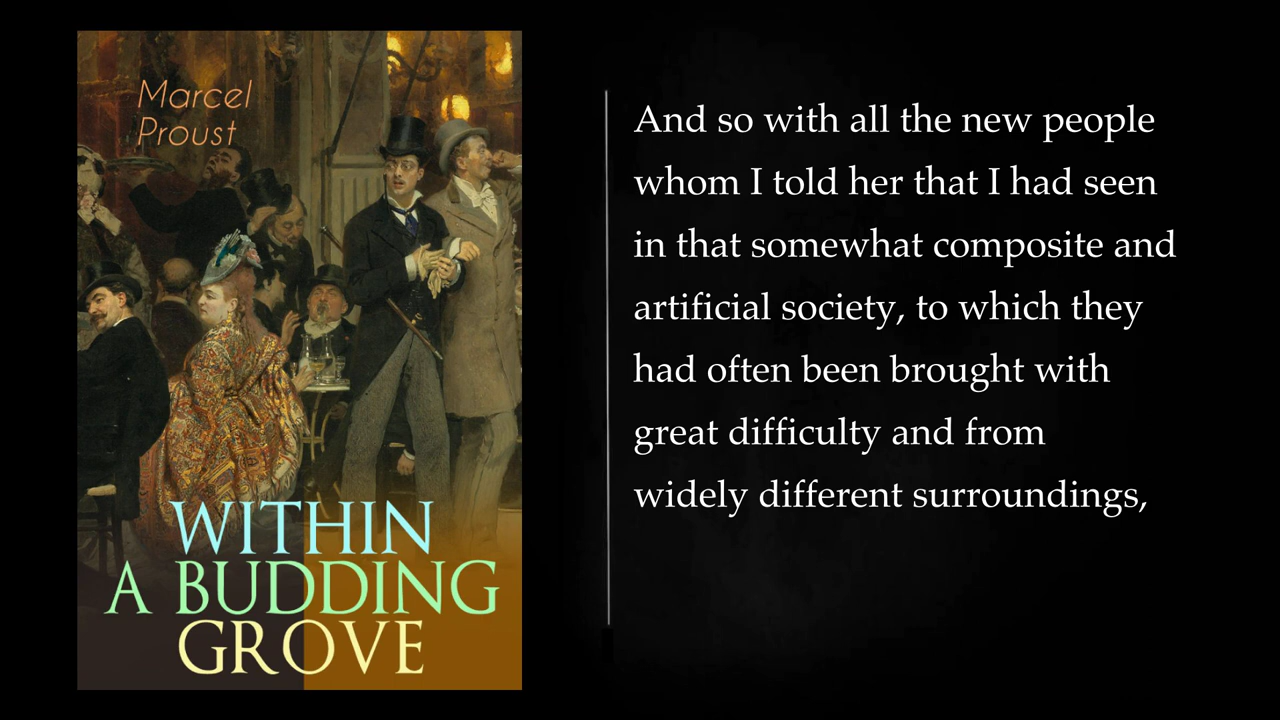 Marcel
Proust
WITHIN
A BUDDING
GROVE
And so with all the new people
whom I told her that I had seen
in that somewhat composite and
artificial society, to which they
had often been brought with
great difficulty and from
widely different surroundings,